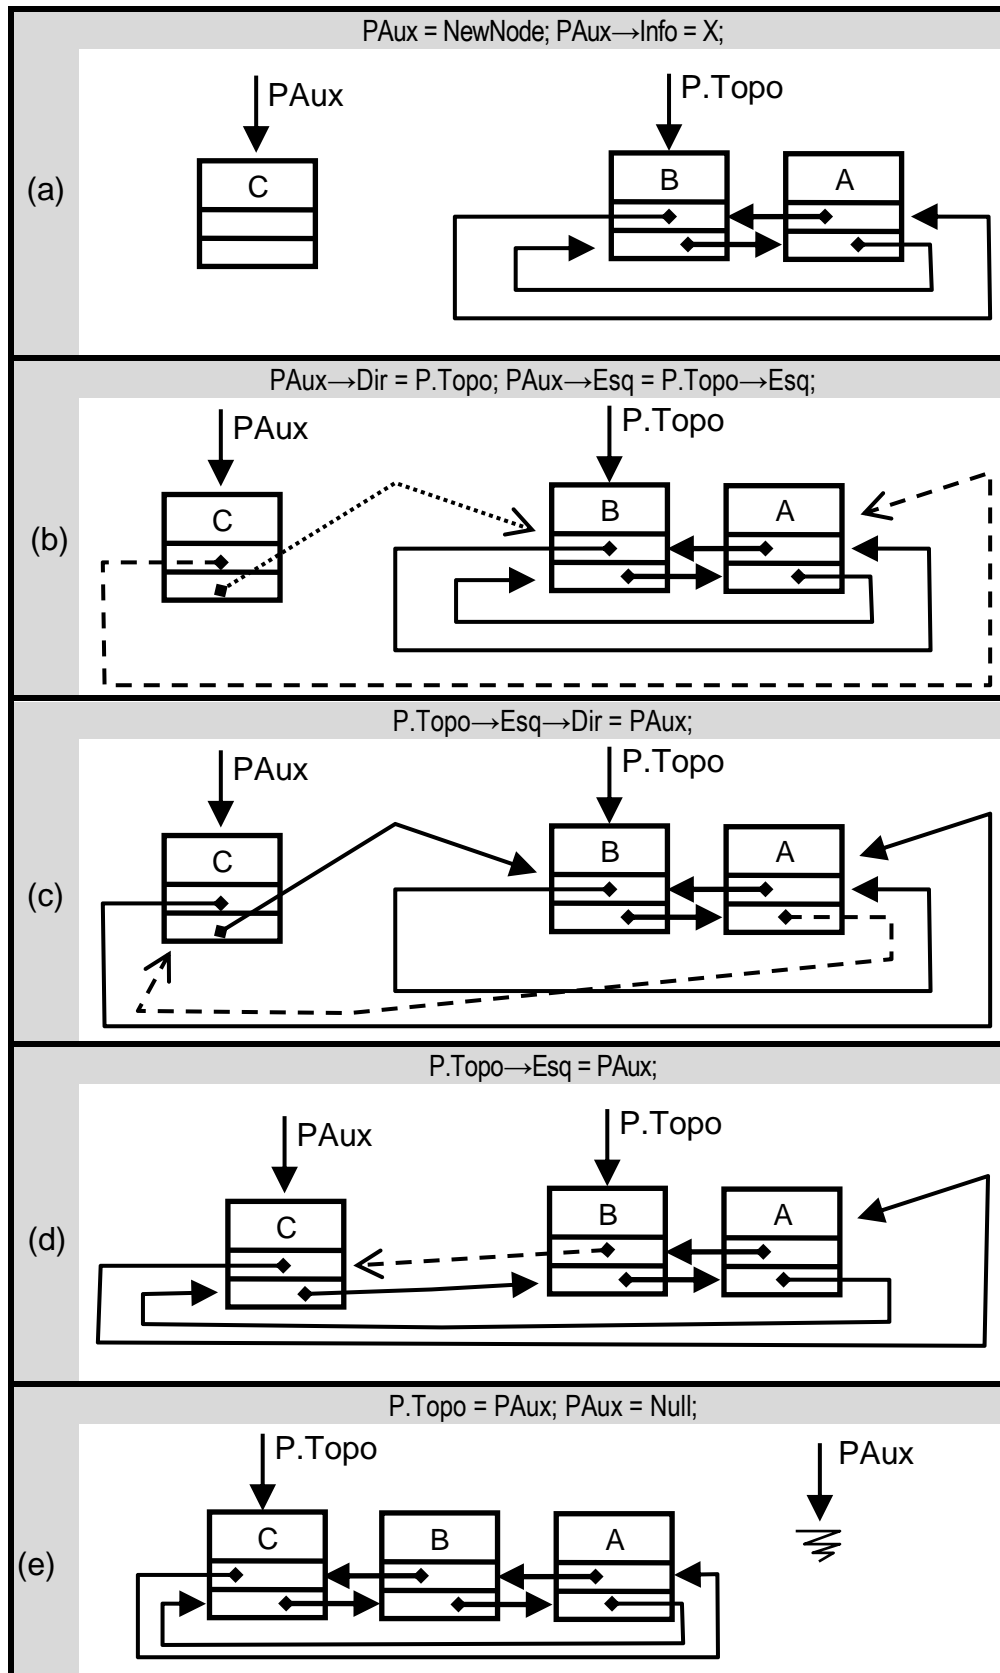 PAux = NewNode; PAux→Info = X;
(a)
PAux
P.Topo
C
B
A
PAux→Dir = P.Topo; PAux→Esq = P.Topo→Esq;
(b)
PAux
P.Topo
C
B
A
P.Topo→Esq→Dir = PAux;
(c)
PAux
P.Topo
C
B
A
P.Topo→Esq = PAux;
(d)
PAux
P.Topo
C
B
A
P.Topo = PAux; PAux = Null;
(e)
P.Topo
PAux
C
B
A